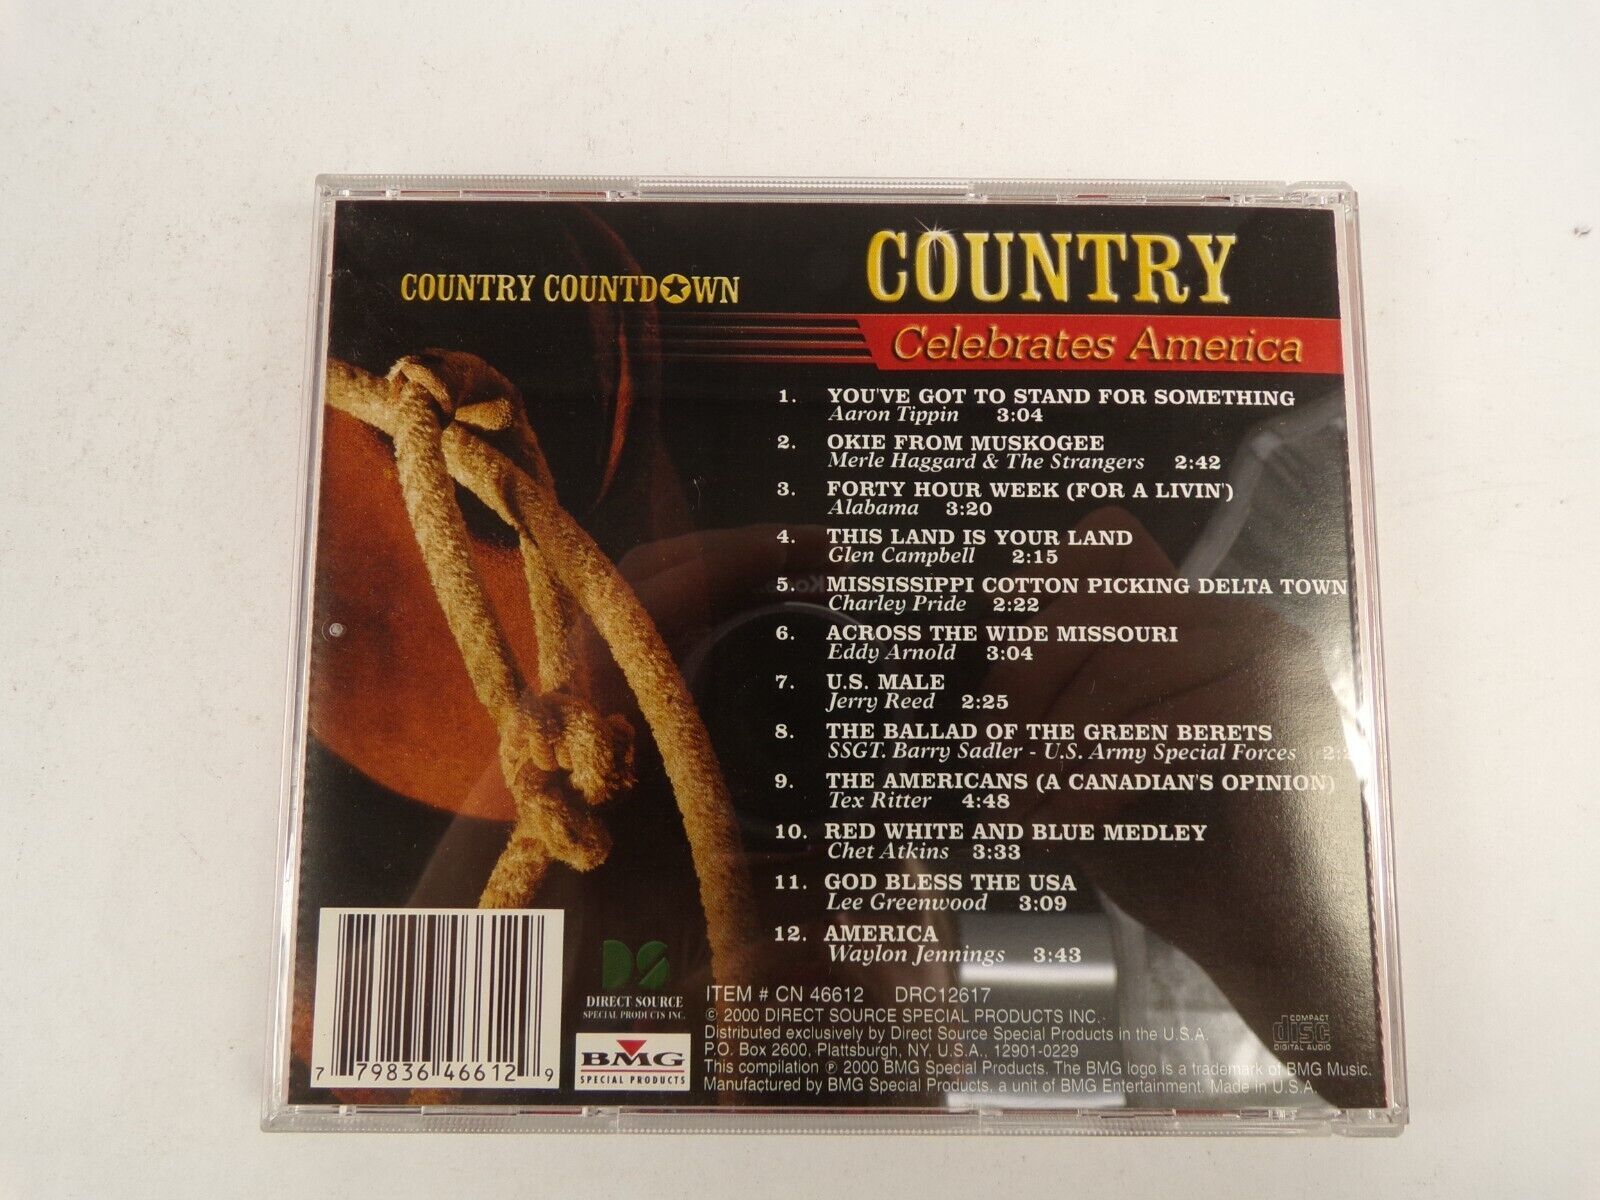 COUNTRY COUNTDOWN
COUNTRY
Celebrates America
1. YOU'VE GOT TO STAND FOR SOMETHING
Aaron Tippin 3:04
2. OKIE FROM MUSKOGEE
Merle Haggard & The Strangers 2:42
3. FORTY HOUR WEEK (FOR A LIVIN')
Alabama 3:20
4. THIS LAND IS YOUR LAND
Glen Campbell 2:15
5. MISSISSIPPI COTTON PICKING DELTA TOWN
Charley Pride 2:22
6. ACROSS THE WIDE MISSOURI
Eddy Arnold 3:04
7. U.S. MALE
Jerry Reed 2:25
8. THE BALLAD OF THE GREEN BERETS
SSGT. Barry Sadler - U.S. Army Special Forces
9. THE AMERICANS (A CANADIAN'S OPINION)
Tex Ritter 4:48
10. RED WHITE AND BLUE MEDLEY
Chet Atkins 3:33
11. GOD BLESS THE USA
Lee Greenwood 3:09
12. AMERICA
Waylon Jennings 3:43
7 79836 46612 9
DS
DIRECT SOURCE
SPECIAL PRODUCTS INC.
BMG
SPECIAL PRODUCTS
ITEM # CN 46612 DRC12617
© 2000 DIRECT SOURCE SPECIAL PRODUCTS INC.
Distributed exclusively by Direct Source Special Products in the U.S.A.
P.O. Box 2600, Plattsburgh, NY, U.S.A., 12901-0229
This compilation ℗ 2000 BMG Special Products. The BMG logo is a trademark of BMG Music.
Manufactured by BMG Special Products, a unit of BMG Entertainment. Made in U.S.A.
COMPACT
disc
DIGITAL AUDIO